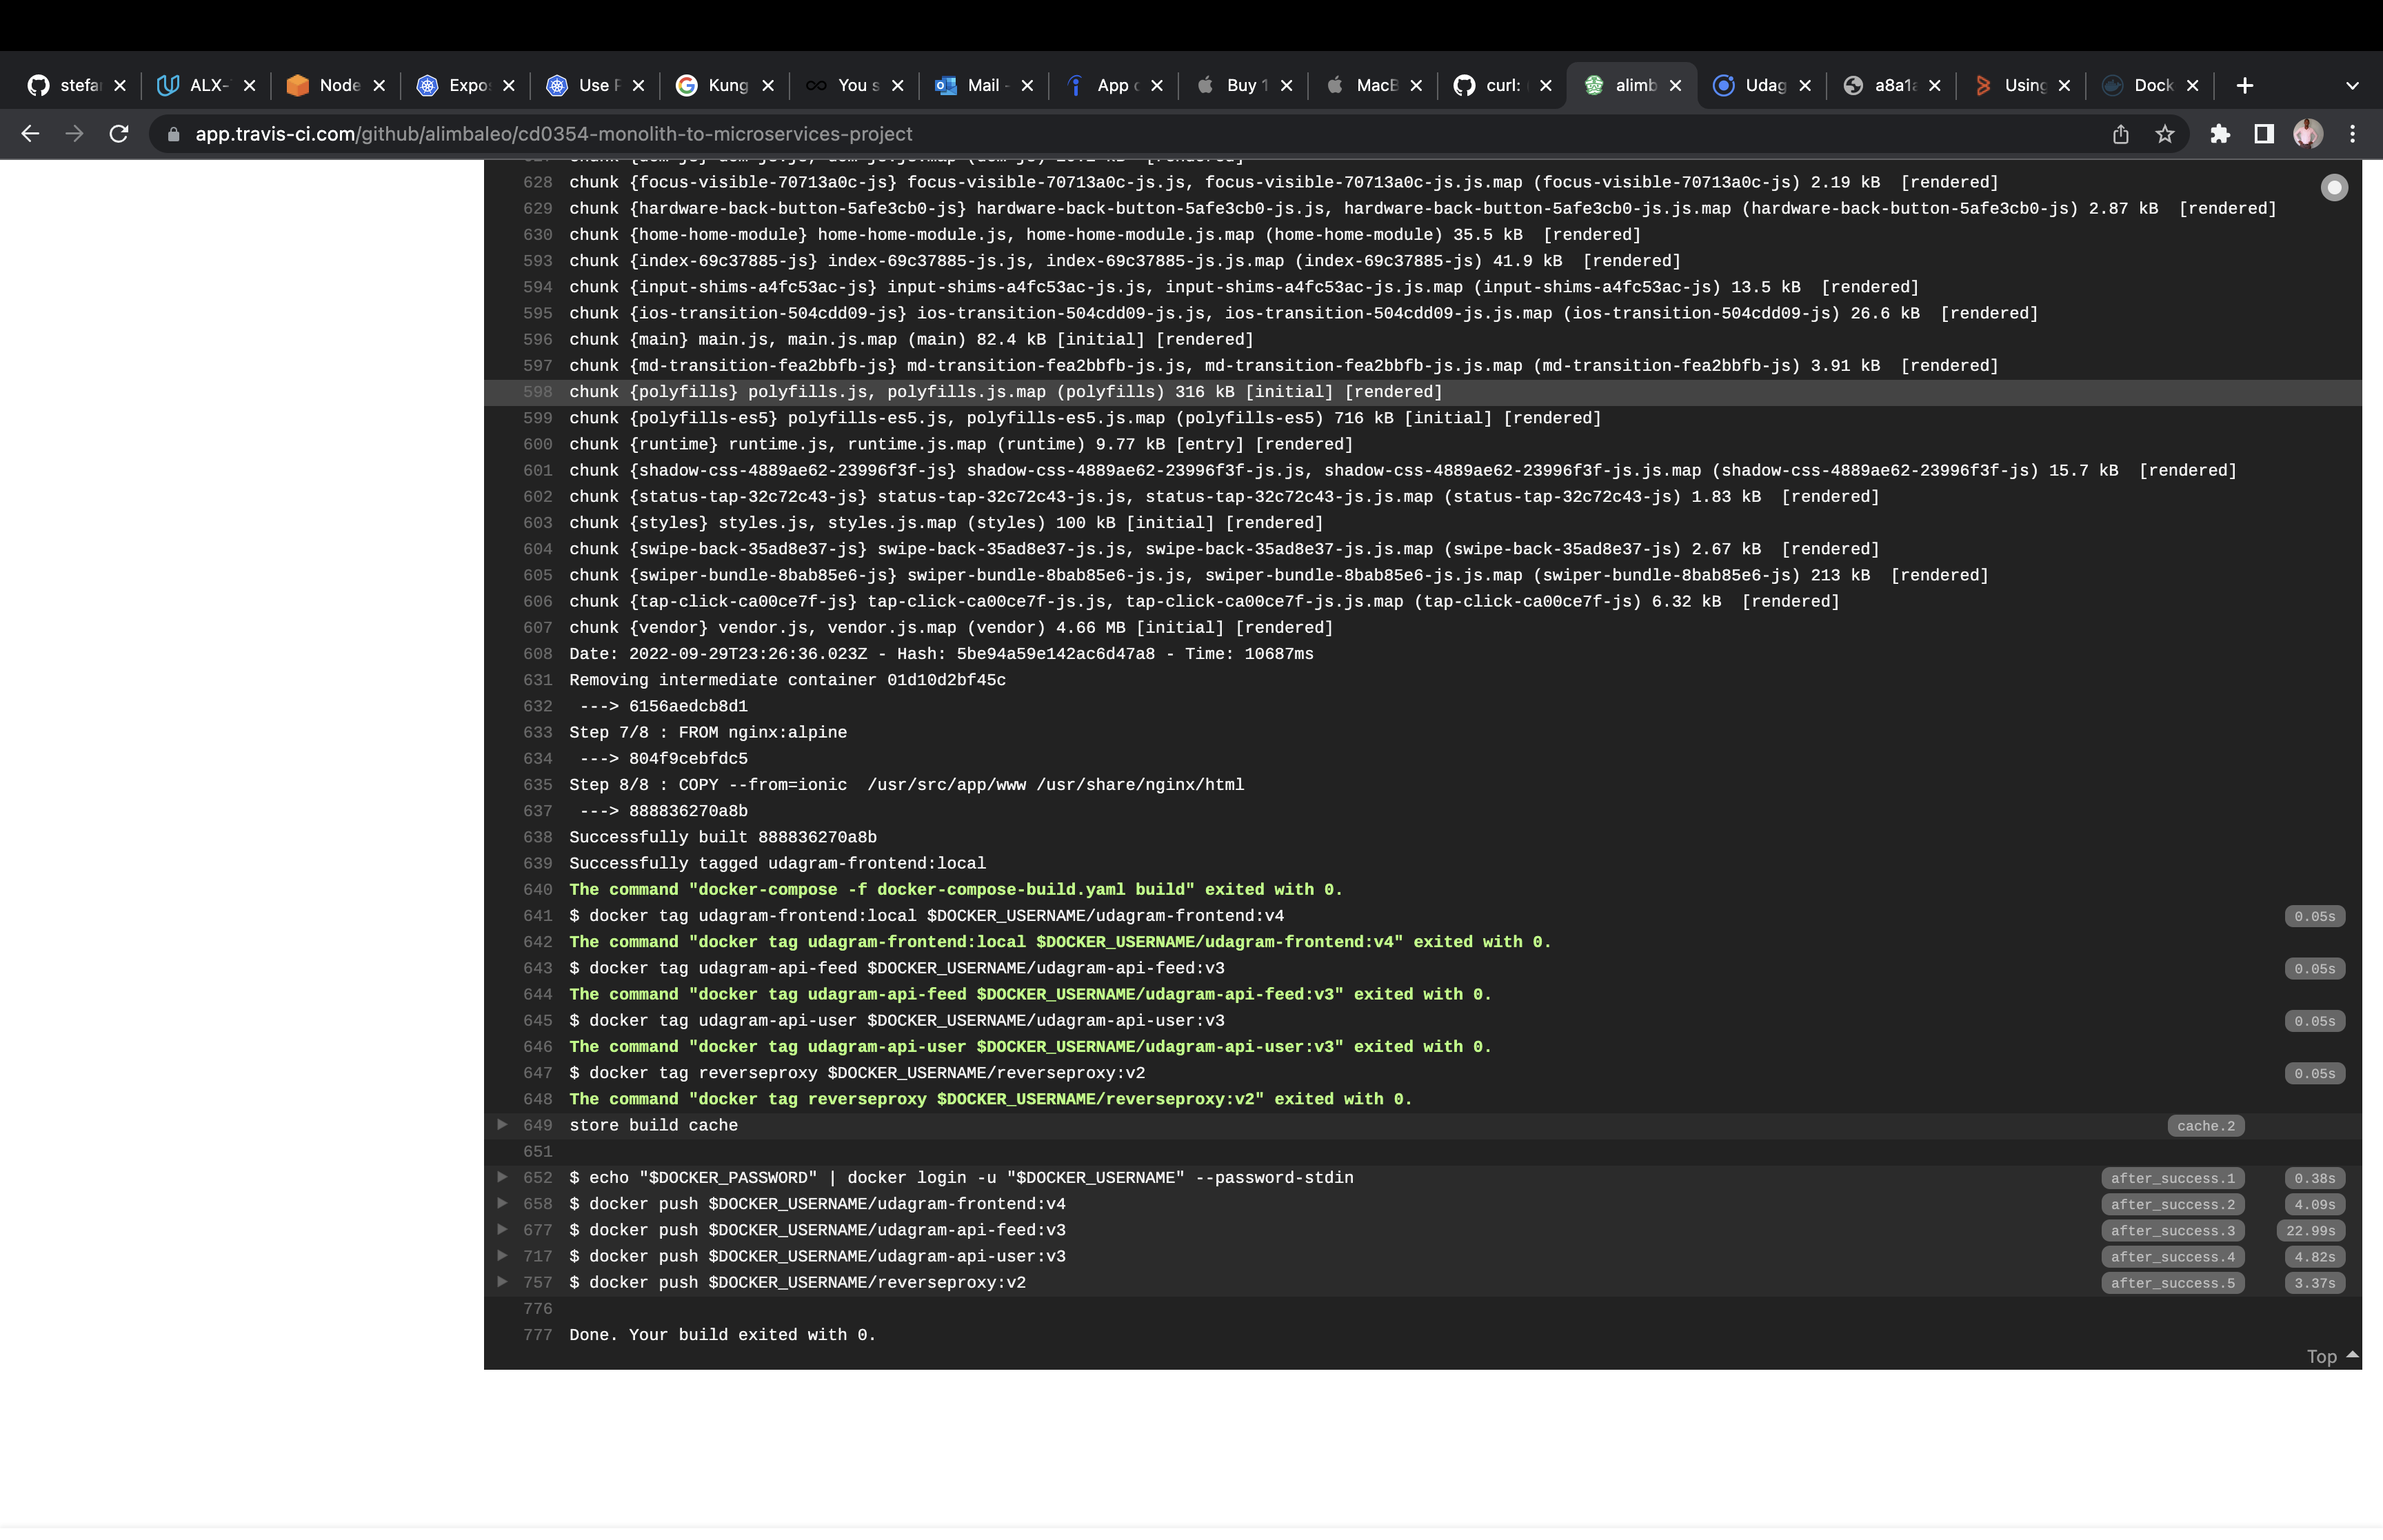 stefa
ALX-
Node
Expo
Use F
Kung
You s
Mail -
App c
Buy 1
MacB
curl:
alimb
Udag
a8a1a
Using
Dock
app.travis-ci.com/github/alimbaleo/cd0354-monolith-to-microservices-project
628 chunk {focus-visible-70713a0c-js} focus-visible-70713a0c-js.js, focus-visible-70713a0c-js.js.map (focus-visible-70713a0c-js) 2.19 kB [rendered]
629 chunk {hardware-back-button-5afe3cb0-js} hardware-back-button-5afe3cb0-js.js, hardware-back-button-5afe3cb0-js.js.map (hardware-back-button-5afe3cb0-js) 2.87 kB [rendered]
630 chunk {home-home-module} home-home-module.js, home-home-module.js.map (home-home-module) 35.5 kB [rendered]
593 chunk {index-69c37885-js} index-69c37885-js.js, index-69c37885-js.js.map (index-69c37885-js) 41.9 kB [rendered]
594 chunk {input-shims-a4fc53ac-js} input-shims-a4fc53ac-js.js, input-shims-a4fc53ac-js.js.map (input-shims-a4fc53ac-js) 13.5 kB [rendered]
595 chunk {ios-transition-504cdd09-js} ios-transition-504cdd09-js.js, ios-transition-504cdd09-js.js.map (ios-transition-504cdd09-js) 26.6 kB [rendered]
596 chunk {main} main.js, main.js.map (main) 82.4 kB [initial] [rendered]
597 chunk {md-transition-fea2bbfb-js} md-transition-fea2bbfb-js.js, md-transition-fea2bbfb-js.js.map (md-transition-fea2bbfb-js) 3.91 kB [rendered]
598 chunk {polyfills} polyfills.js, polyfills.js.map (polyfills) 316 kB [initial] [rendered]
599 chunk {polyfills-es5} polyfills-es5.js, polyfills-es5.js.map (polyfills-es5) 716 kB [initial] [rendered]
600 chunk {runtime} runtime.js, runtime.js.map (runtime) 9.77 kB [entry] [rendered]
601 chunk {shadow-css-4889ae62-23996f3f-js} shadow-css-4889ae62-23996f3f-js.js, shadow-css-4889ae62-23996f3f-js.js.map (shadow-css-4889ae62-23996f3f-js) 15.7 kB [rendered]
602 chunk {status-tap-32c72c43-js} status-tap-32c72c43-js.js, status-tap-32c72c43-js.js.map (status-tap-32c72c43-js) 1.83 kB [rendered]
603 chunk {styles} styles.js, styles.js.map (styles) 100 kB [initial] [rendered]
604 chunk {swipe-back-35ad8e37-js} swipe-back-35ad8e37-js.js, swipe-back-35ad8e37-js.js.map (swipe-back-35ad8e37-js) 2.67 kB [rendered]
605 chunk {swiper-bundle-8bab85e6-js} swiper-bundle-8bab85e6-js.js, swiper-bundle-8bab85e6-js.js.map (swiper-bundle-8bab85e6-js) 213 kB [rendered]
606 chunk {tap-click-ca00ce7f-js} tap-click-ca00ce7f-js.js, tap-click-ca00ce7f-js.js.map (tap-click-ca00ce7f-js) 6.32 kB [rendered]
607 chunk {vendor} vendor.js, vendor.js.map (vendor) 4.66 MB [initial] [rendered]
608 Date: 2022-09-29T23:26:36.023Z - Hash: 5be94a59e142ac6d47a8 - Time: 10687ms
631 Removing intermediate container 01d10d2bf45c
632 ---> 6156aedcb8d1
633 Step 7/8 : FROM nginx:alpine
634 ---> 804f9cebfdc5
635 Step 8/8 : COPY --from=ionic  /usr/src/app/www /usr/share/nginx/html
637 ---> 888836270a8b
638 Successfully built 888836270a8b
639 Successfully tagged udagram-frontend:local
640 The command "docker-compose -f docker-compose-build.yaml build" exited with 0.
641 $ docker tag udagram-frontend:local $DOCKER_USERNAME/udagram-frontend:v4 0.05s
642 The command "docker tag udagram-frontend:local $DOCKER_USERNAME/udagram-frontend:v4" exited with 0.
643 $ docker tag udagram-api-feed $DOCKER_USERNAME/udagram-api-feed:v3 0.05s
644 The command "docker tag udagram-api-feed $DOCKER_USERNAME/udagram-api-feed:v3" exited with 0.
645 $ docker tag udagram-api-user $DOCKER_USERNAME/udagram-api-user:v3 0.05s
646 The command "docker tag udagram-api-user $DOCKER_USERNAME/udagram-api-user:v3" exited with 0.
647 $ docker tag reverseproxy $DOCKER_USERNAME/reverseproxy:v2 0.05s
648 The command "docker tag reverseproxy $DOCKER_USERNAME/reverseproxy:v2" exited with 0.
649 store build cache cache.2
651
652 $ echo "$DOCKER_PASSWORD" | docker login -u "$DOCKER_USERNAME" --password-stdin after_success.1 0.38s
658 $ docker push $DOCKER_USERNAME/udagram-frontend:v4 after_success.2 4.09s
677 $ docker push $DOCKER_USERNAME/udagram-api-feed:v3 after_success.3 22.99s
717 $ docker push $DOCKER_USERNAME/udagram-api-user:v3 after_success.4 4.82s
757 $ docker push $DOCKER_USERNAME/reverseproxy:v2 after_success.5 3.37s
776
777 Done. Your build exited with 0.
Top